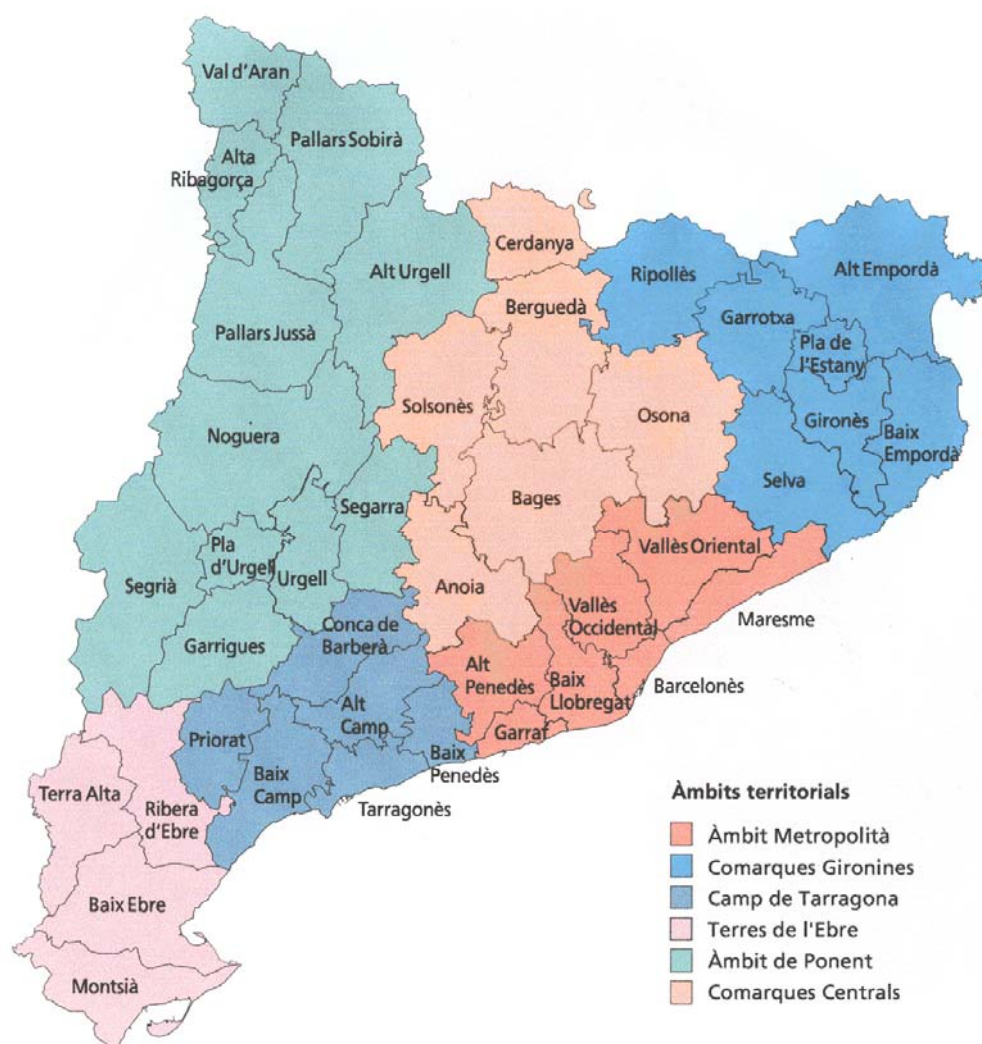 Val d'Aran
Pallars Sobirà
Alta
Ribagorça
Cerdanya
Alt Urgell
Ripollès
Alt Empordà
Berguedà
Garrotxa
Pallars Jussà
Pla de
l'Estany
Solsonès
Osona
Gironès
Baix
Empordà
Noguera
Selva
Bages
Segarra
Vallès Oriental
Pla
d'Urgell
Urgell
Segrià
Anoia
Vallès
Occidental
Maresme
Conca de
Barberà
Garrigues
Alt
Penedès
Baix
Llobregat
Barcelonès
Alt
Camp
Garraf
Priorat
Baix
Penedès
Baix
Camp
Tarragonès
Terra Alta
Ribera
d'Ebre
Baix Ebre
Montsià
Àmbits territorials
Àmbit Metropolità
Comarques Gironines
Camp de Tarragona
Terres de l'Ebre
Àmbit de Ponent
Comarques Centrals